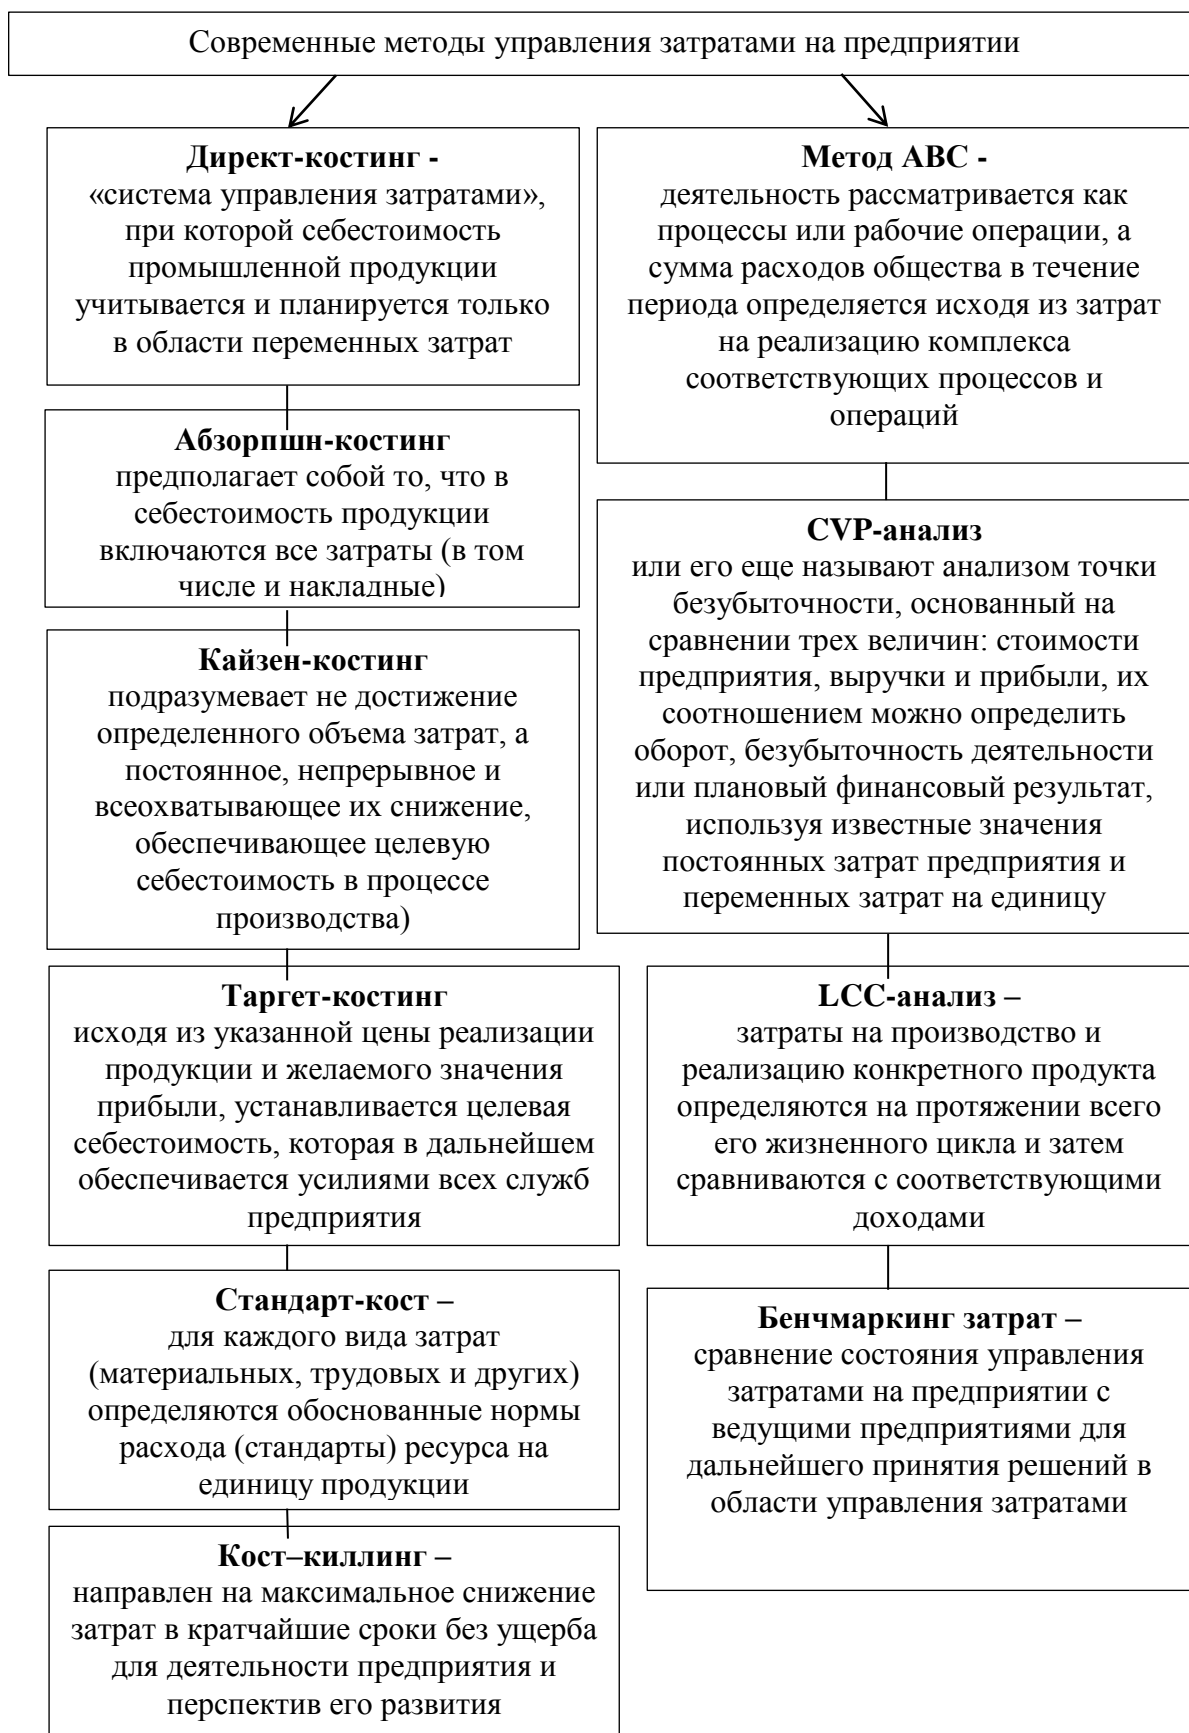 Современные методы управления затратами на предприятии
Директ-костинг -
«система управления затратами»,
при которой себестоимость
промышленной продукции
учитывается и планируется только
в области переменных затрат
Абзорпшн-костинг
предполагает собой то, что в
себестоимость продукции
включаются все затраты (в том
числе и накладные)
Кайзен-костинг
подразумевает не достижение
определенного объема затрат, а
постоянное, непрерывное и
всеохватывающее их снижение,
обеспечивающее целевую
себестоимость в процессе
производства)
Таргет-костинг
исходя из указанной цены реализации
продукции и желаемого значения
прибыли, устанавливается целевая
себестоимость, которая в дальнейшем
обеспечивается усилиями всех служб
предприятия
Стандарт-кост –
для каждого вида затрат
(материальных, трудовых и других)
определяются обоснованные нормы
расхода (стандарты) ресурса на
единицу продукции
Кост–киллинг –
направлен на максимальное снижение
затрат в кратчайшие сроки без ущерба
для деятельности предприятия и
перспектив его развития
Метод ABC -
деятельность рассматривается как
процессы или рабочие операции, а
сумма расходов общества в течение
периода определяется исходя из затрат
на реализацию комплекса
соответствующих процессов и
операций
CVP-анализ
или его еще называют анализом точки
безубыточности, основанный на
сравнении трех величин: стоимости
предприятия, выручки и прибыли, их
соотношением можно определить
оборот, безубыточность деятельности
или плановый финансовый результат,
используя известные значения
постоянных затрат предприятия и
переменных затрат на единицу
LCC-анализ –
затраты на производство и
реализацию конкретного продукта
определяются на протяжении всего
его жизненного цикла и затем
сравниваются с соответствующими
доходами
Бенчмаркинг затрат –
сравнение состояния управления
затратами на предприятии с
ведущими предприятиями для
дальнейшего принятия решений в
области управления затратами